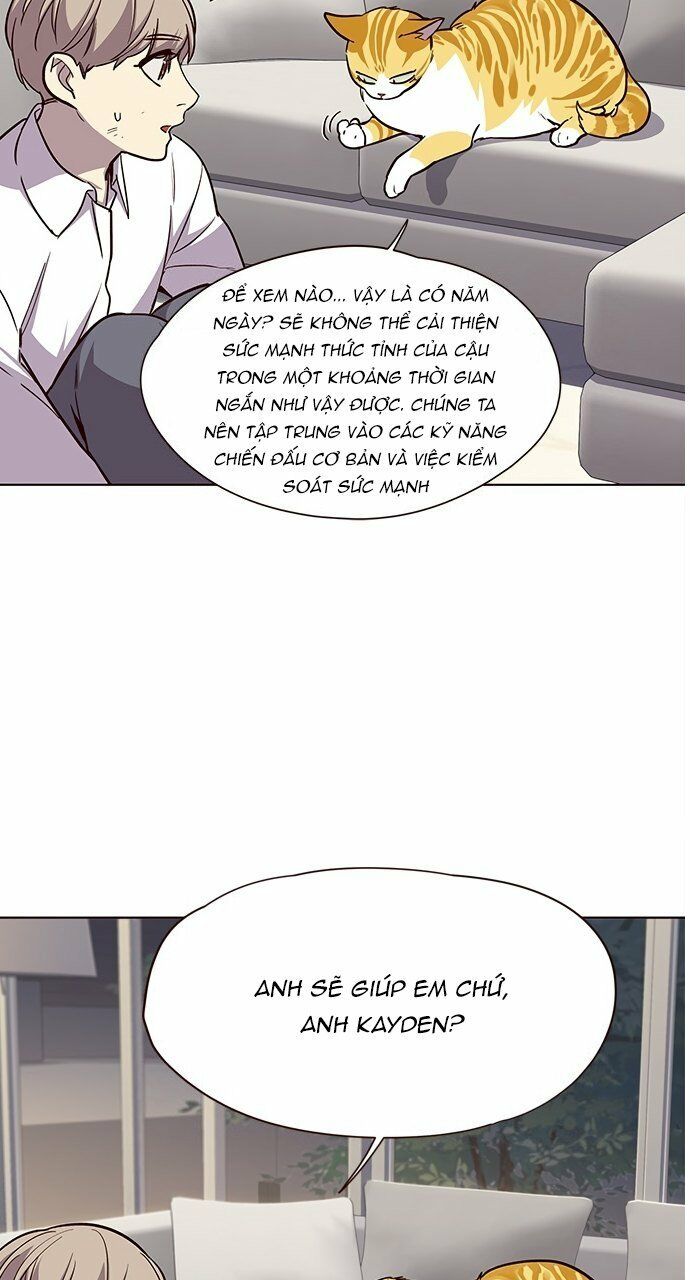 ĐỂ XEM NÀO... VẬY LÀ CÓ NĂM
NGÀY? SẼ KHÔNG THỂ CẢI THIỆN
SỨC MẠNH THỨC TỈNH CỦA CẬU
TRONG MỘT KHOẢNG THỜI GIAN
NGẮN NHƯ VẬY ĐƯỢC. CHÚNG TA
NÊN TẬP TRUNG VÀO CÁC KỸ NĂNG
CHIẾN ĐẤU CƠ BẢN VÀ VIỆC KIỂM
SOÁT SỨC MẠNH
ANH SẼ GIÚP EM CHỨ,
ANH KAYDEN?